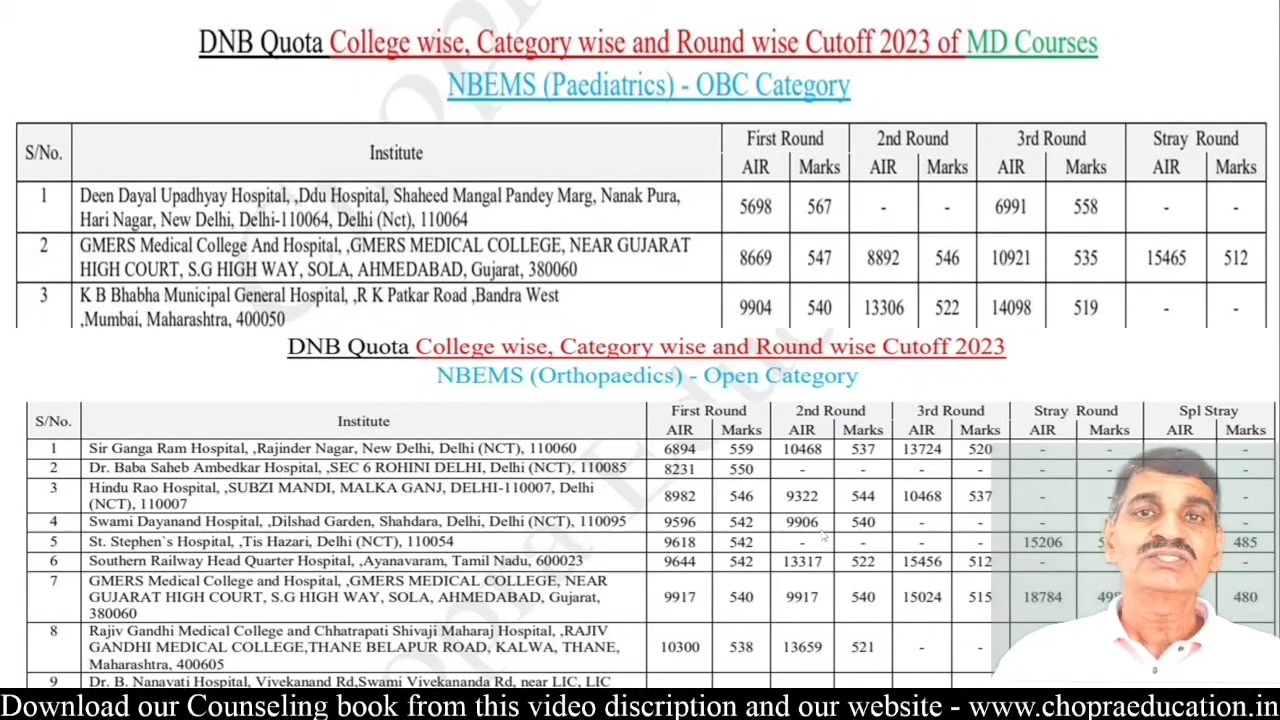 DNB Quota College wise, Category wise and Round wise Cutoff 2023 of MD Courses
NBEMS (Paediatrics) - OBC Category
S/No. Institute First Round 2nd Round 3rd Round Stray Round
AIR Marks AIR Marks AIR Marks AIR Marks
1 Deen Dayal Upadhyay Hospital, ,Ddu Hospital, Shaheed Mangal Pandey Marg, Nanak Pura,
Hari Nagar, New Delhi, Delhi-110064, Delhi (Nct), 110064 5698 567 - - 6991 558 - -
2 GMERS Medical College And Hospital, ,GMERS MEDICAL COLLEGE, NEAR GUJARAT
HIGH COURT, S.G HIGH WAY, SOLA, AHMEDABAD, Gujarat, 380060 8669 547 8892 546 10921 535 15465 512
3 K B Bhabha Municipal General Hospital, ,R K Patkar Road ,Bandra West
,Mumbai, Maharashtra, 400050 9904 540 13306 522 14098 519 - -
DNB Quota College wise, Category wise and Round wise Cutoff 2023
NBEMS (Orthopaedics) - Open Category
S/No. Institute First Round 2nd Round 3rd Round Stray Round Spl Stray
AIR Marks AIR Marks AIR Marks AIR Marks AIR Marks
1 Sir Ganga Ram Hospital, ,Rajinder Nagar, New Delhi, Delhi (NCT), 110060 6894 559 10468 537 13724 520 - - - -
2 Dr. Baba Saheb Ambedkar Hospital, ,SEC 6 ROHINI DELHI, Delhi (NCT), 110085 8231 550 - - - - - -
3 Hindu Rao Hospital, ,SUBZI MANDI, MALKA GANJ, DELHI-110007, Delhi
(NCT), 110007 8982 546 9322 544 10468 537 - -
4 Swami Dayanand Hospital, ,Dilshad Garden, Shahdara, Delhi, Delhi (NCT), 110095 9596 542 9906 540 - - - -
5 St. Stephen`s Hospital, ,Tis Hazari, Delhi (NCT), 110054 9618 542 - - - - 15206 485
6 Southern Railway Head Quarter Hospital, ,Ayanavaram, Tamil Nadu, 600023 9644 542 13317 522 15456 512 - -
7 GMERS Medical College and Hospital, ,GMERS MEDICAL COLLEGE, NEAR
GUJARAT HIGH COURT, S.G HIGH WAY, SOLA, AHMEDABAD, Gujarat,
380060 9917 540 9917 540 15024 515 18784 480
8 Rajiv Gandhi Medical College and Chhatrapati Shivaji Maharaj Hospital, ,RAJIV
GANDHI MEDICAL COLLEGE,THANE BELAPUR ROAD, KALWA, THANE,
Maharashtra, 400605 10300 538 13659 521 - - - -
9 Dr. B. Nanavati Hospital, Vivekanand Rd,Swami Vivekananda Rd, near LIC, LIC
Download our Counseling book from this video discription and our website - www.chopraeducation.in